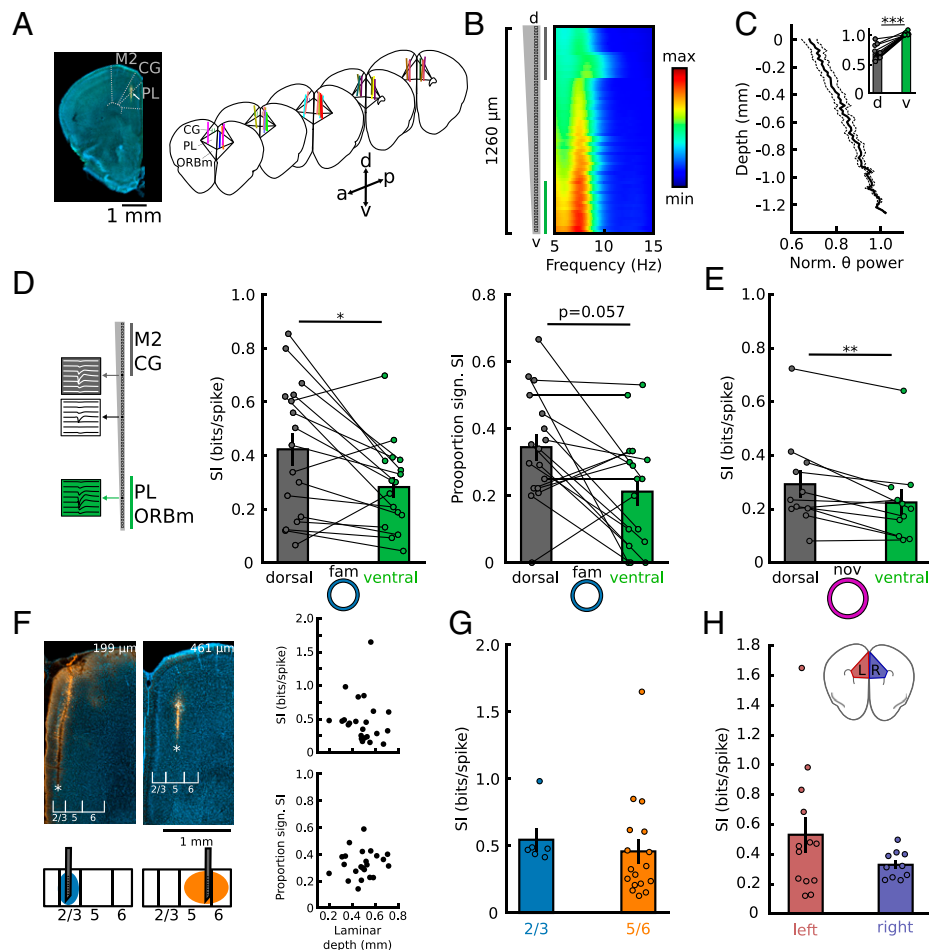 A
M2
CG
PL
1 mm
CG
PL
ORBm
d
a
p
v
B
1260 µm
d
v
5 10 15
Frequency (Hz)
max
min
C
Depth (mm)
0
-0.2
-0.4
-0.6
-0.8
-1.0
-1.2
0.6 0.8 1.0
Norm. θ power
***
1.0
0.5
0.0
d v
D
M2
CG
PL
ORBm
SI (bits/spike)
1.0
0.8
0.6
0.4
0.2
0
*
dorsal fam ventral
Prooportion sign. SI
0.8
0.6
0.4
0.2
0
p=0.057
dorsal fam ventral
E
SI (bits/spike)
1.0
0.8
0.6
0.4
0.2
0
**
dorsal nov ventral
F
199 µm
*
2/3 5 6
461 µm
*
2/3 5 6
1 mm
2/3 5 6
2/3 5 6
SI (bits/spike)
2.0
1.5
1.0
0.5
0.0
Proportion sign. SI
1.0
0.8
0.6
0.4
0.2
0.0
0.2 0.4 0.6 0.8
Laminar
depth (mm)
G
SI (bits/spike)
2.0
1.5
1.0
0.5
0
2/3 5/6
H
SI (bits/spike)
1.8
1.6
1.4
1.2
1.0
0.8
0.6
0.4
0.2
0
L R
left right